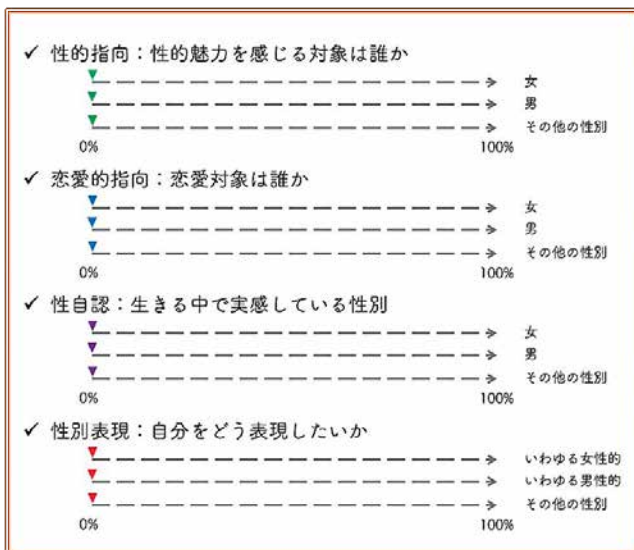 ✓ 性的指向：性的魅力を感じる対象は誰か
女
男
その他の性別
0% 100%
✓ 恋愛的指向：恋愛対象は誰か
女
男
その他の性別
0% 100%
✓ 性自認：生きる中で実感している性別
女
男
その他の性別
0% 100%
✓ 性別表現：自分をどう表現したいか
いわゆる女性的
いわゆる男性的
その他の性別
0% 100%